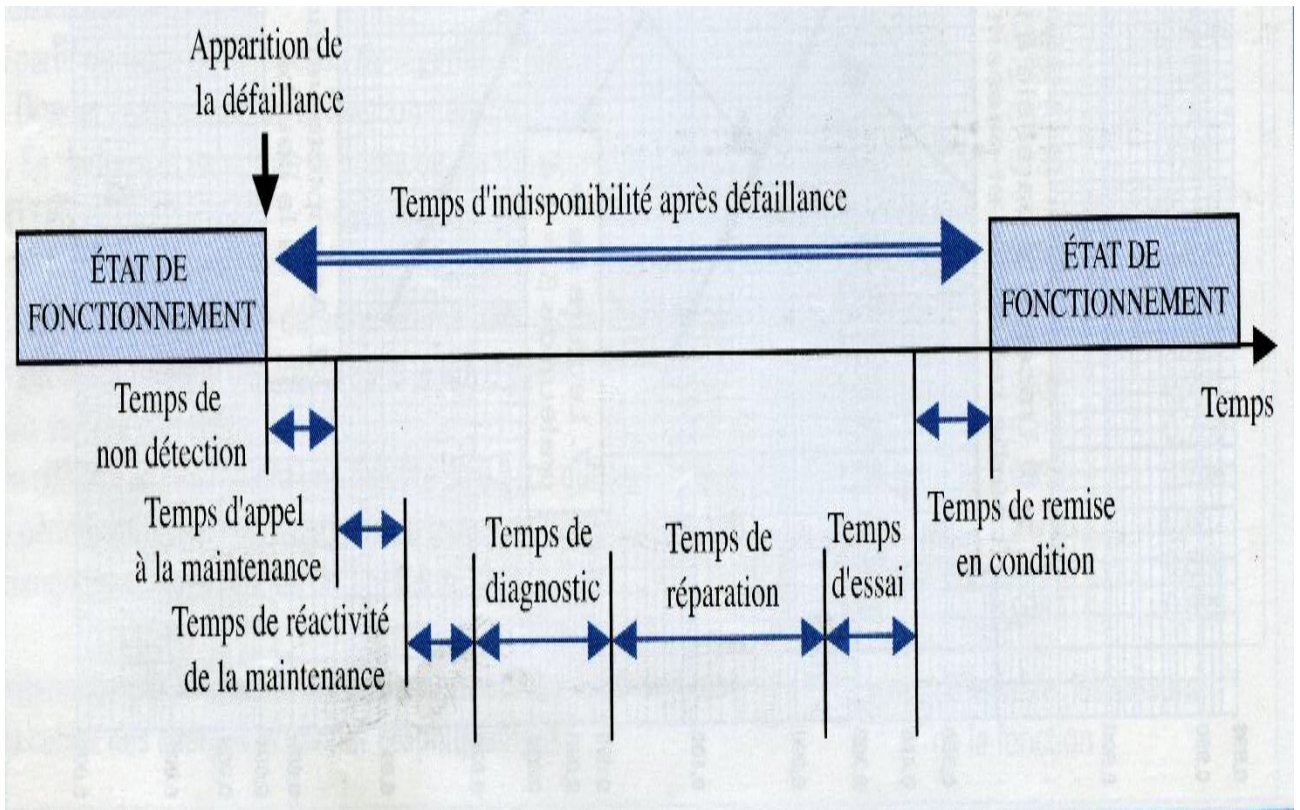 Apparition de
la défaillance
Temps d'indisponibilité après défaillance
ÉTAT DE
FONCTIONNEMENT
ÉTAT DE
FONCTIONNEMENT
Temps
Temps de
non détection
Temps d'appel
à la maintenance
Temps de réactivité
de la maintenance
Temps de
diagnostic
Temps de
réparation
Temps
d'essai
Temps de remise
en condition